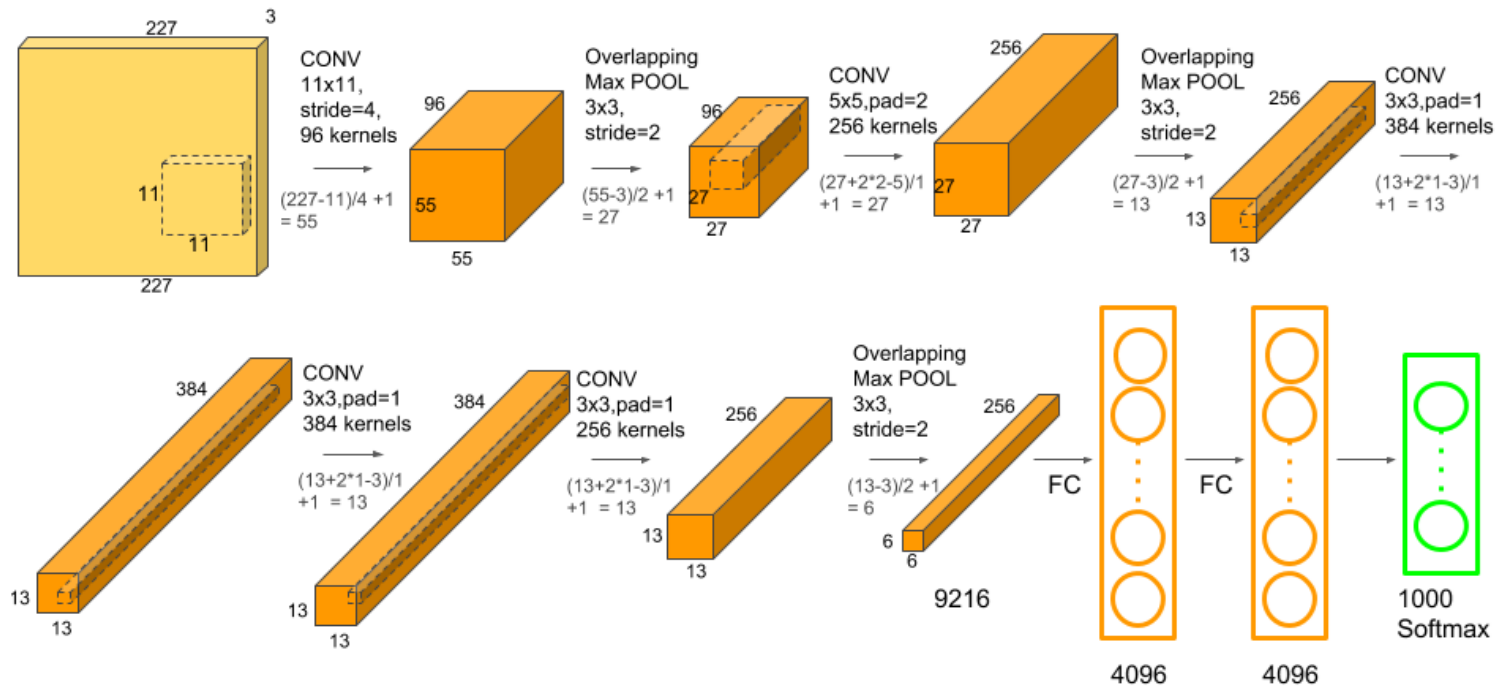 227
3
11
11
227
CONV
11x11,
stride=4,
96 kernels
(227-11)/4 +1
= 55
96
55
55
Overlapping
Max POOL
3x3,
stride=2
(55-3)/2 +1
= 27
96
27
27
CONV
5x5,pad=2
256 kernels
(27+2*2-5)/1
+1 = 27
256
27
27
Overlapping
Max POOL
3x3,
stride=2
(27-3)/2 +1
= 13
256
13
13
CONV
3x3,pad=1
384 kernels
(13+2*1-3)/1
+1 = 13
384
13
13
CONV
3x3,pad=1
384 kernels
(13+2*1-3)/1
+1 = 13
384
13
13
CONV
3x3,pad=1
256 kernels
(13+2*1-3)/1
+1 = 13
256
13
13
Overlapping
Max POOL
3x3,
stride=2
(13-3)/2 +1
= 6
256
6
6
9216
FC
4096
FC
4096
1000
Softmax